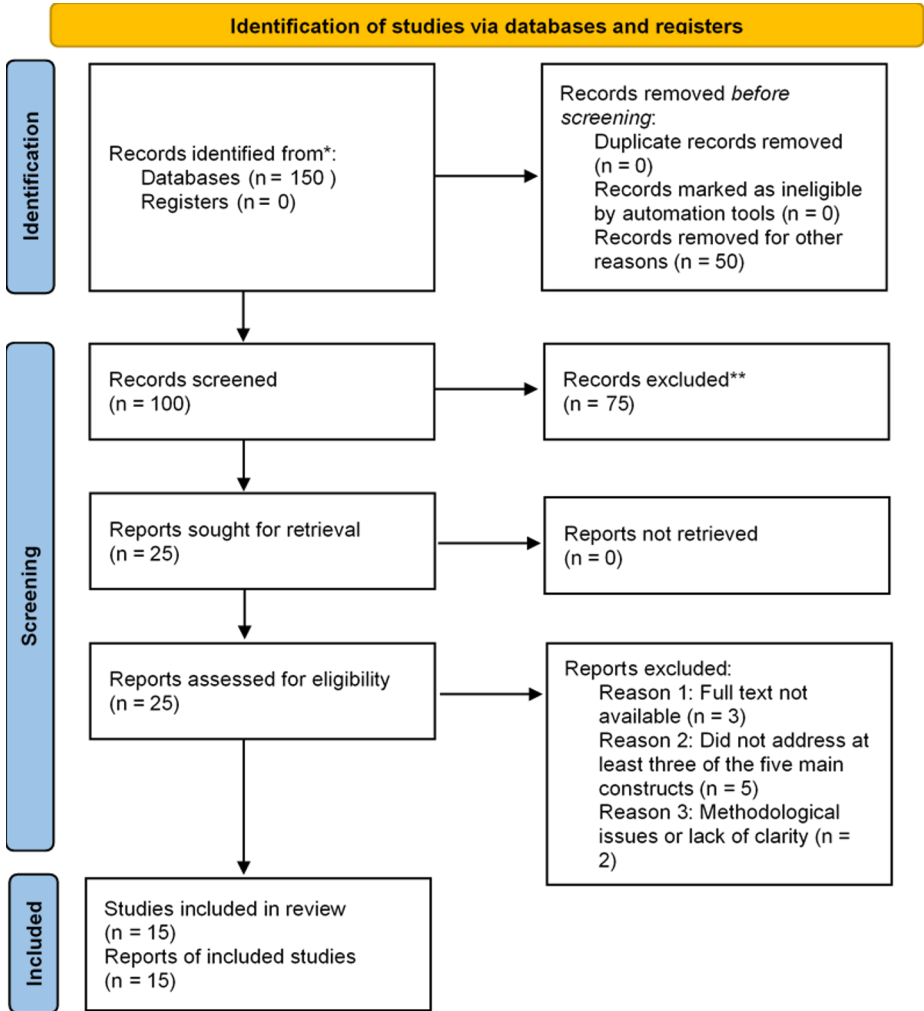 Identification of studies via databases and registers
Identification
Records identified from*:
Databases (n = 150 )
Registers (n = 0)
Records removed before
screening:
Duplicate records removed
(n = 0)
Records marked as ineligible
by automation tools (n = 0)
Records removed for other
reasons (n = 50)
Screening
Records screened
(n = 100)
Records excluded**
(n = 75)
Reports sought for retrieval
(n = 25)
Reports not retrieved
(n = 0)
Reports assessed for eligibility
(n = 25)
Reports excluded:
Reason 1: Full text not
available (n = 3)
Reason 2: Did not address at
least three of the five main
constructs (n = 5)
Reason 3: Methodological
issues or lack of clarity (n =
2)
Included
Studies included in review
(n = 15)
Reports of included studies
(n = 15)